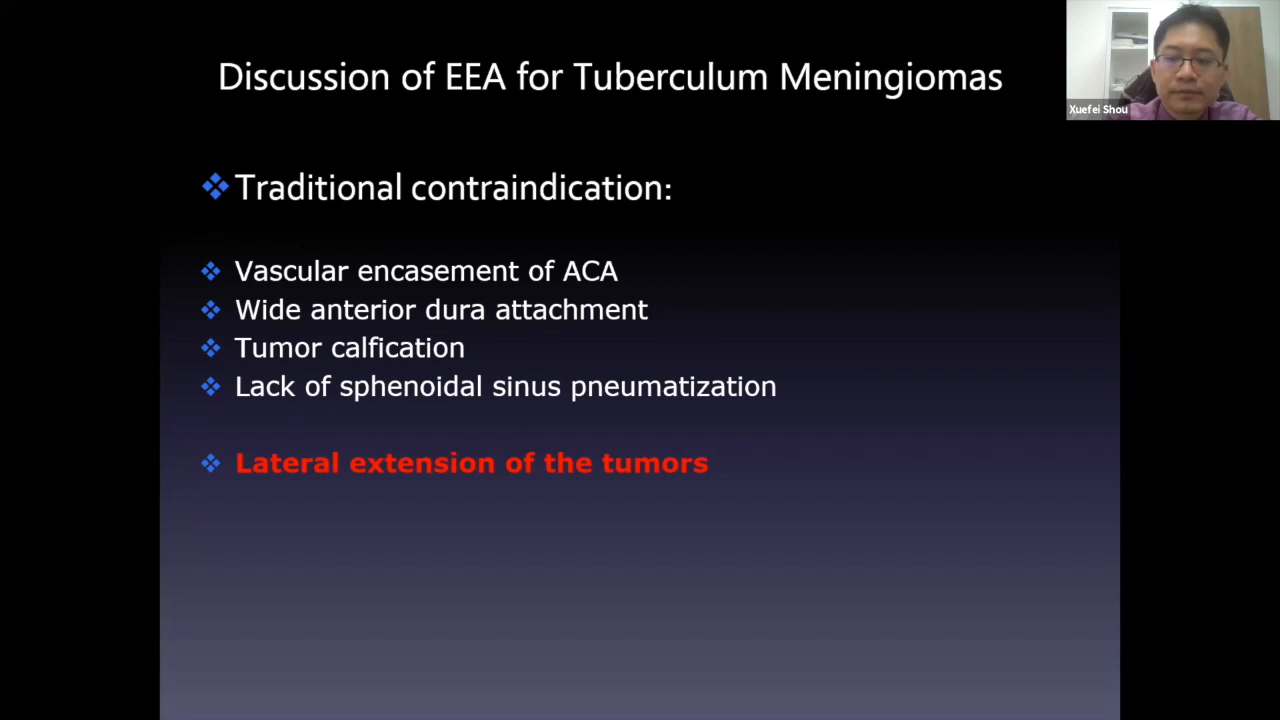 Discussion of EEA for Tuberculum Meningiomas
Xuefei Shou
Traditional contraindication:
Vascular encasement of ACA
Wide anterior dura attachment
Tumor calfication
Lack of sphenoidal sinus pneumatization
Lateral extension of the tumors